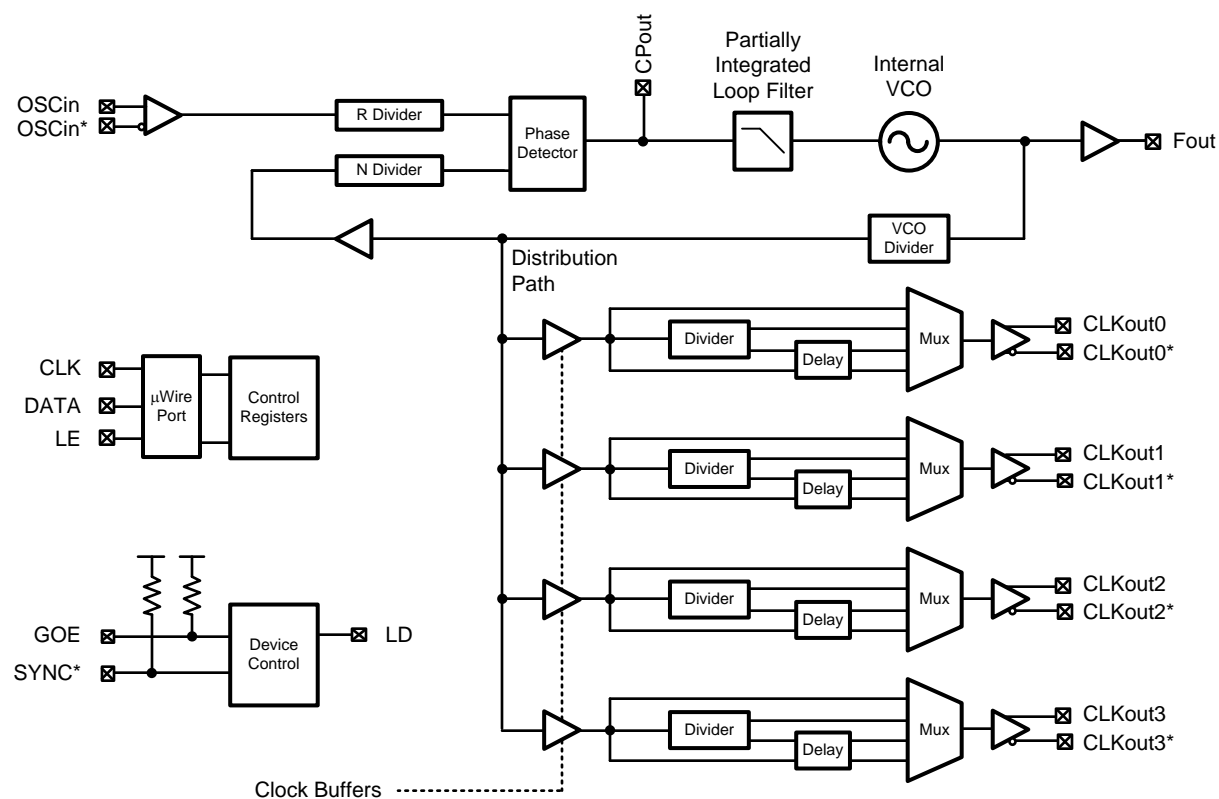 CPout
Partially
Integrated
Loop Filter
Internal
VCO
OSCin
OSCin*
R Divider
N Divider
Phase
Detector
Fout
VCO
Divider
Distribution
Path
CLK
DATA
LE
μWire
Port
Control
Registers
GOE
SYNC*
Device
Control
LD
Divider
Delay
Mux
CLKout0
CLKout0*
Divider
Delay
Mux
CLKout1
CLKout1*
Divider
Delay
Mux
CLKout2
CLKout2*
Divider
Delay
Mux
CLKout3
CLKout3*
Clock Buffers